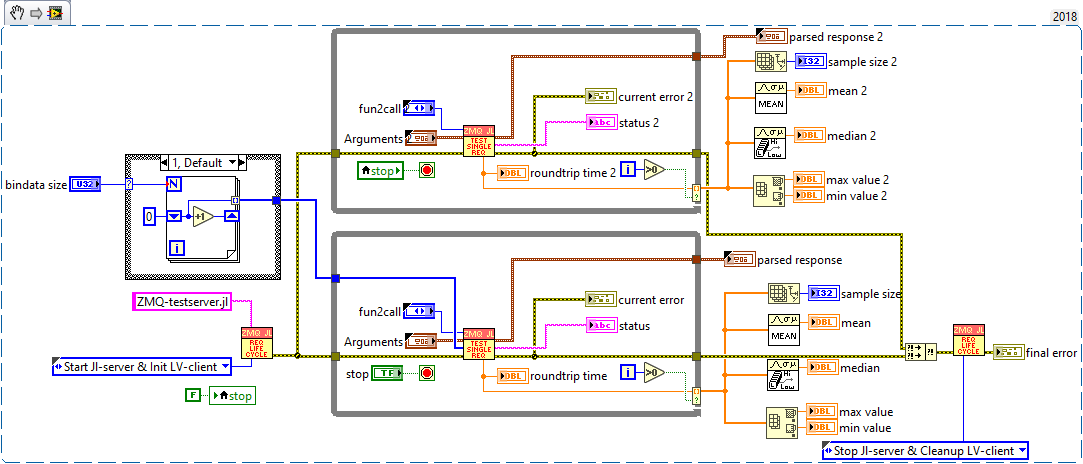 2018
parsed response 2
I32
sample size 2
DBL
mean 2
MEAN
DBL
median 2
Hi
Low
DBL
max value 2
DBL
min value 2
fun2call
Arguments
ZMQ JL
TEST
SINGLE
REQ
current error 2
abc
status 2
DBL
roundtrip time 2
stop
i
>0
1, Default
bindata size
U32
?
N
0
+1
i
ZMQ-testserver.jl
ZMQ JL
REQ
LIFE
CYCLE
Start Jl-server & Init LV-client
F
stop
fun2call
Arguments
ZMQ JL
TEST
SINGLE
REQ
current error
abc
status
DBL
roundtrip time
stop
TF
i
>0
parsed response
I32
sample size
DBL
mean
MEAN
DBL
median
Hi
Low
DBL
max value
DBL
min value
ZMQ JL
REQ
LIFE
CYCLE
final error
Stop Jl-server & Cleanup LV-client